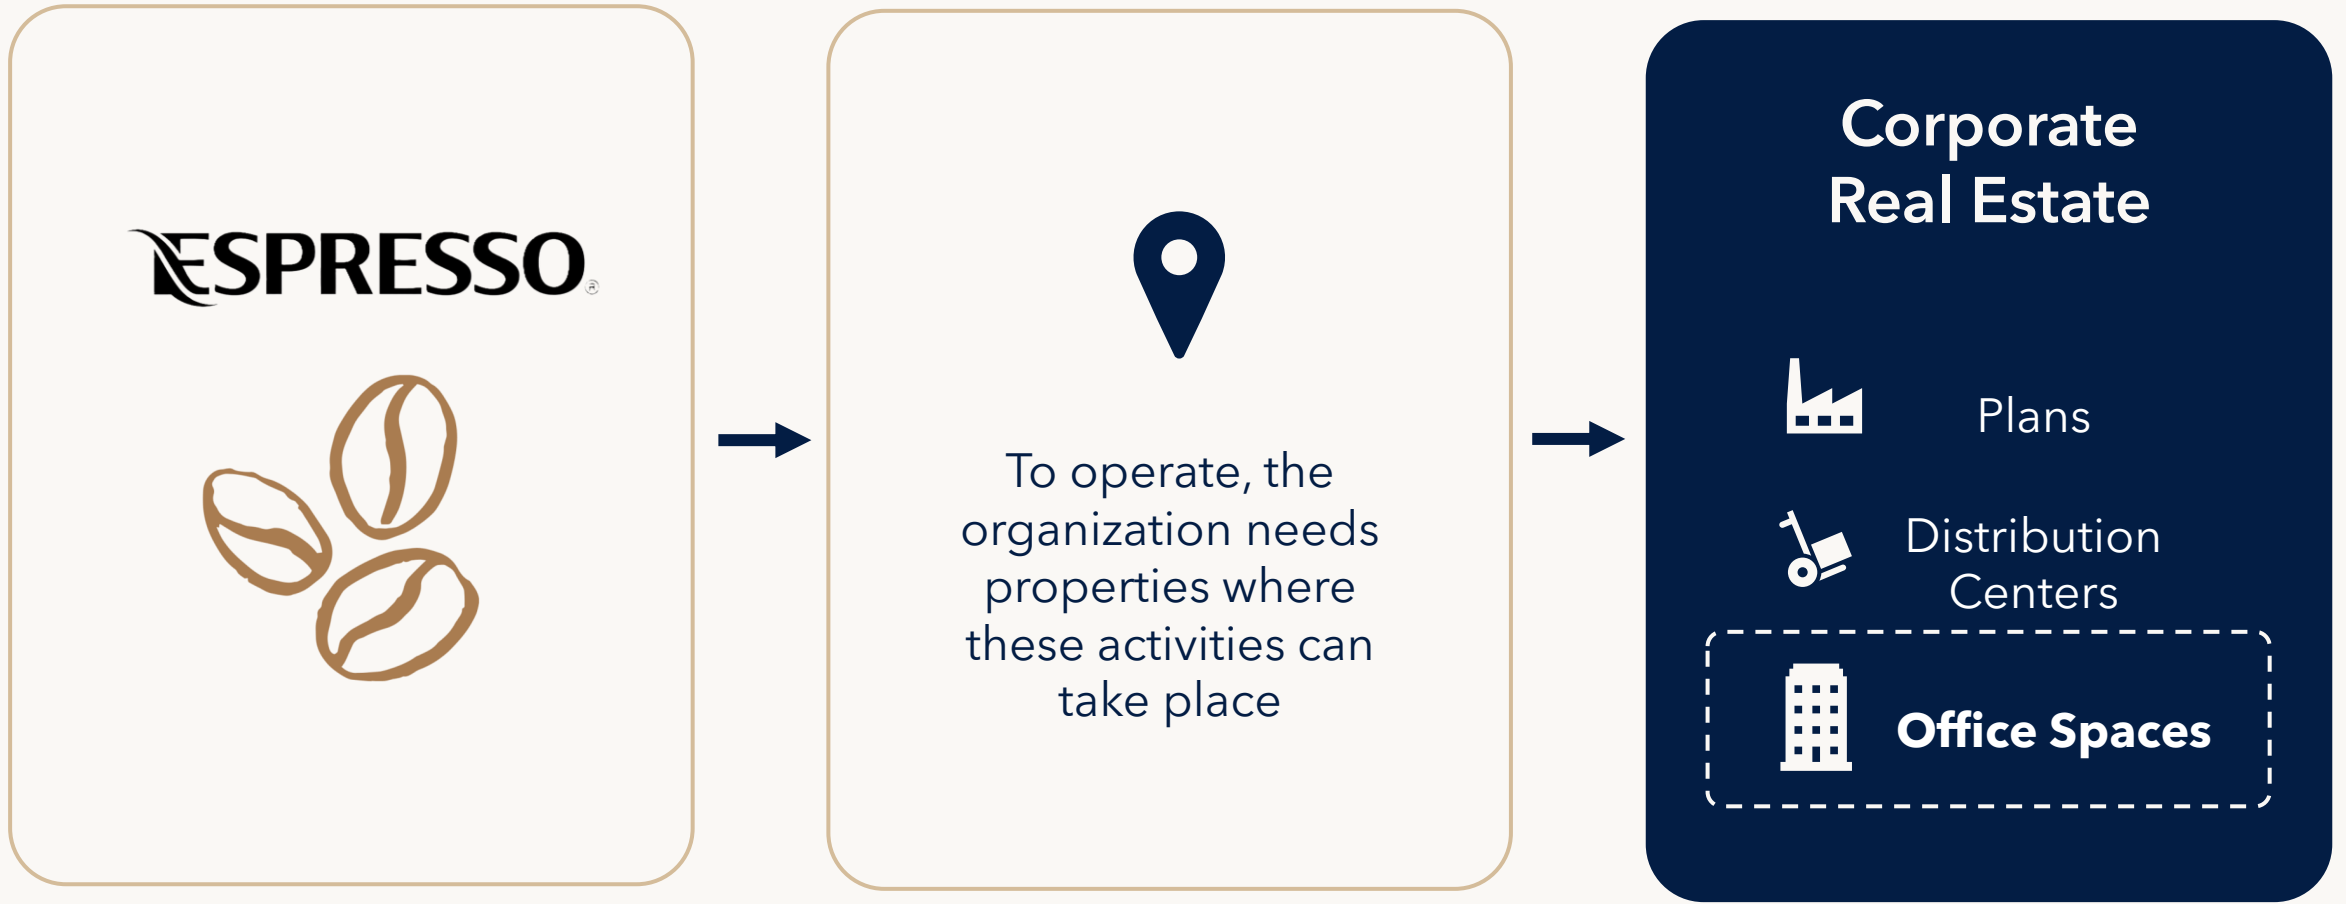 ESPRESSO
To operate, the
organization needs
properties where
these activities can
take place
Corporate
Real Estate
Plans
Distribution
Centers
Office Spaces